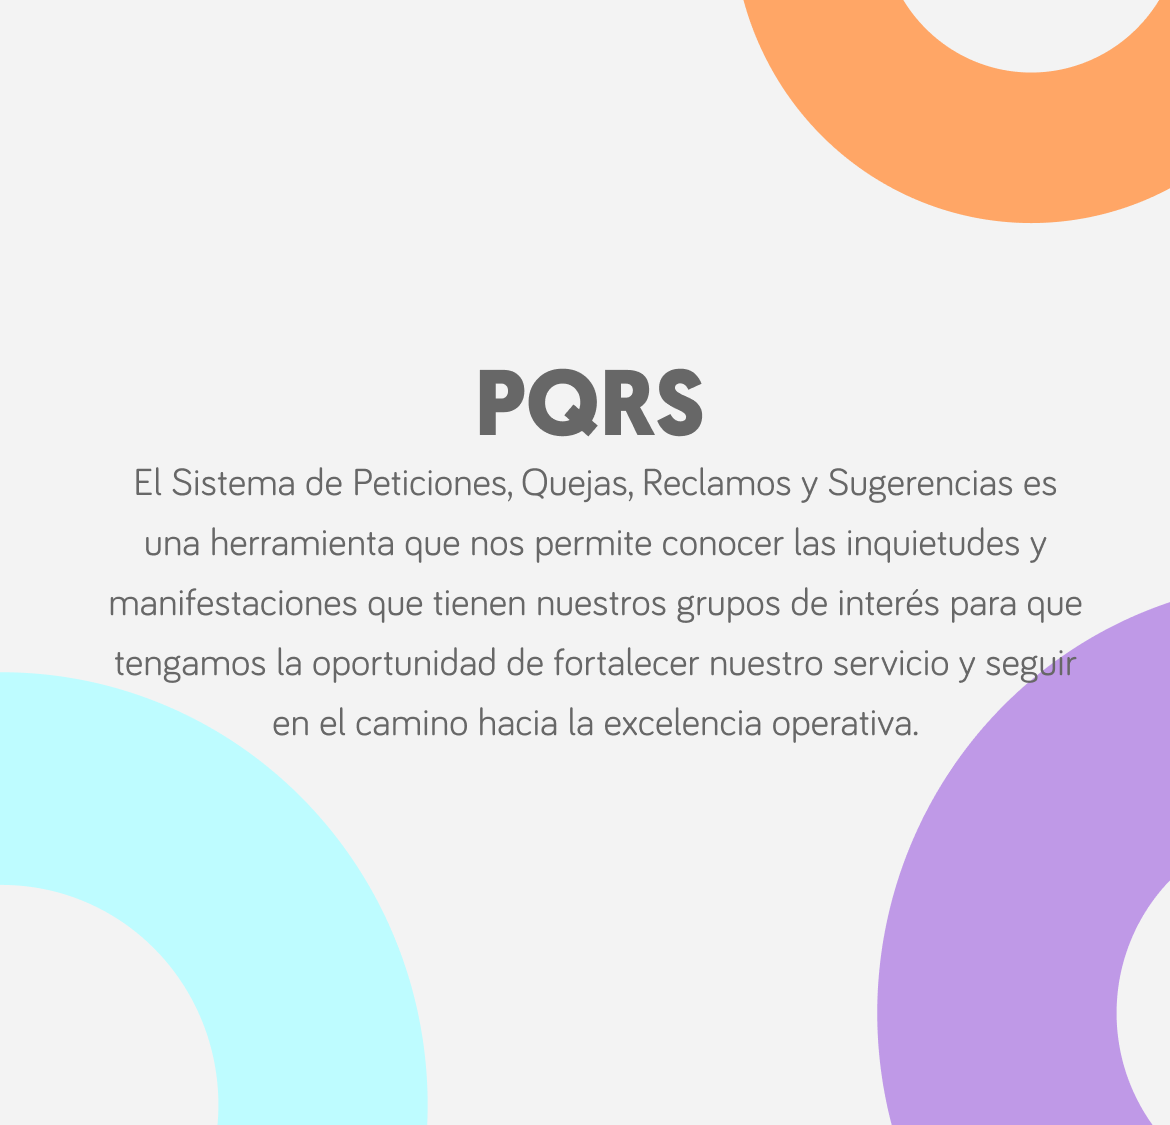 PQRS
El Sistema de Peticiones, Quejas, Reclamos y Sugerencias es
una herramienta que nos permite conocer las inquietudes y
manifestaciones que tienen nuestros grupos de interés para que
tengamos la oportunidad de fortalecer nuestro servicio y seguir
en el camino hacia la excelencia operativa.